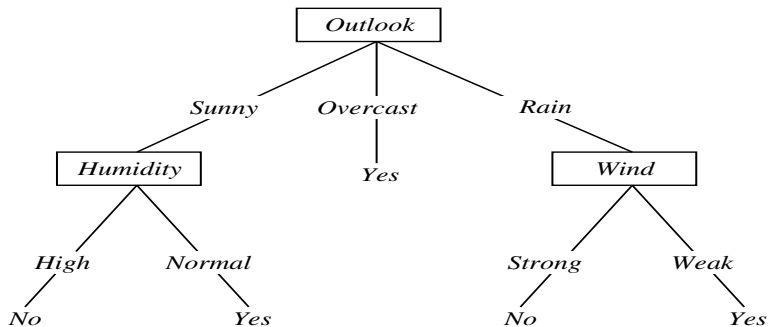 Outlook
Sunny Overcast Rain
Humidity Yes Wind
High Normal Strong Weak
No Yes No Yes